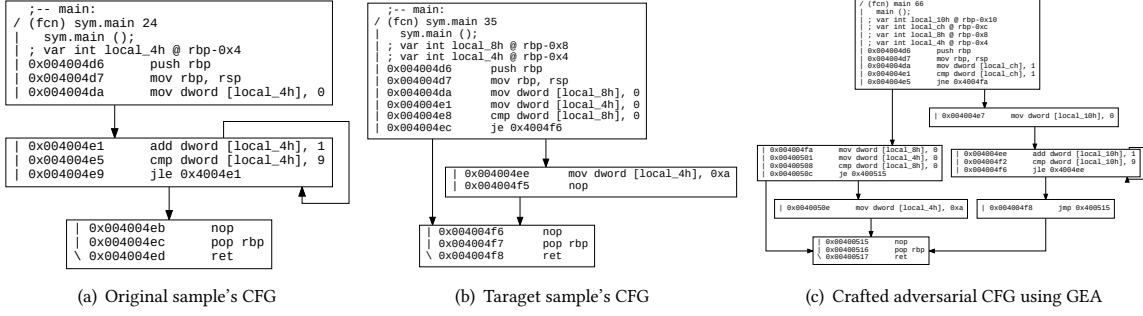 ;-- main:
/ (fcn) sym.main 24
|   sym.main ();
| ; var int local_4h @ rbp-0x4
| 0x004004d6      push rbp
| 0x004004d7      mov rbp, rsp
| 0x004004da      mov dword [local_4h], 0
| 0x004004e1      add dword [local_4h], 1
| 0x004004e5      cmp dword [local_4h], 9
| 0x004004e9      jle 0x4004e1
| 0x004004eb      nop
| 0x004004ec      pop rbp
\ 0x004004ed      ret
(a) Original sample's CFG
;-- main:
/ (fcn) sym.main 35
|   sym.main ();
| ; var int local_8h @ rbp-0x8
| ; var int local_4h @ rbp-0x4
| 0x004004d6      push rbp
| 0x004004d7      mov rbp, rsp
| 0x004004da      mov dword [local_8h], 0
| 0x004004e1      mov dword [local_4h], 0
| 0x004004e8      cmp dword [local_8h], 0
| 0x004004ec      je 0x4004f6
| 0x004004ee      mov dword [local_4h], 0xa
| 0x004004f5      nop
| 0x004004f6      nop
| 0x004004f7      pop rbp
\ 0x004004f8      ret
(b) Taraget sample's CFG
/ (fcn) main 66
|   main ();
| ; var int local_10h @ rbp-0x10
| ; var int local_ch @ rbp-0xc
| ; var int local_8h @ rbp-0x8
| ; var int local_4h @ rbp-0x4
| 0x004004d6      push rbp
| 0x004004d7      mov rbp, rsp
| 0x004004da      mov dword [local_ch], 1
| 0x004004e1      cmp dword [local_ch], 1
| 0x004004e5      jne 0x4004fa
| 0x004004e7      mov dword [local_10h], 0
| 0x004004fa      mov dword [local_8h], 0
| 0x00400501      mov dword [local_4h], 0
| 0x00400508      cmp dword [local_8h], 0
| 0x0040050c      je 0x400515
| 0x004004ee      add dword [local_10h], 1
| 0x004004f2      cmp dword [local_10h], 9
| 0x004004f6      jle 0x4004ee
| 0x0040050e      mov dword [local_4h], 0xa
| 0x004004f8      jmp 0x400515
| 0x00400515      nop
| 0x00400516      pop rbp
\ 0x00400517      ret
(c) Crafted adversarial CFG using GEA